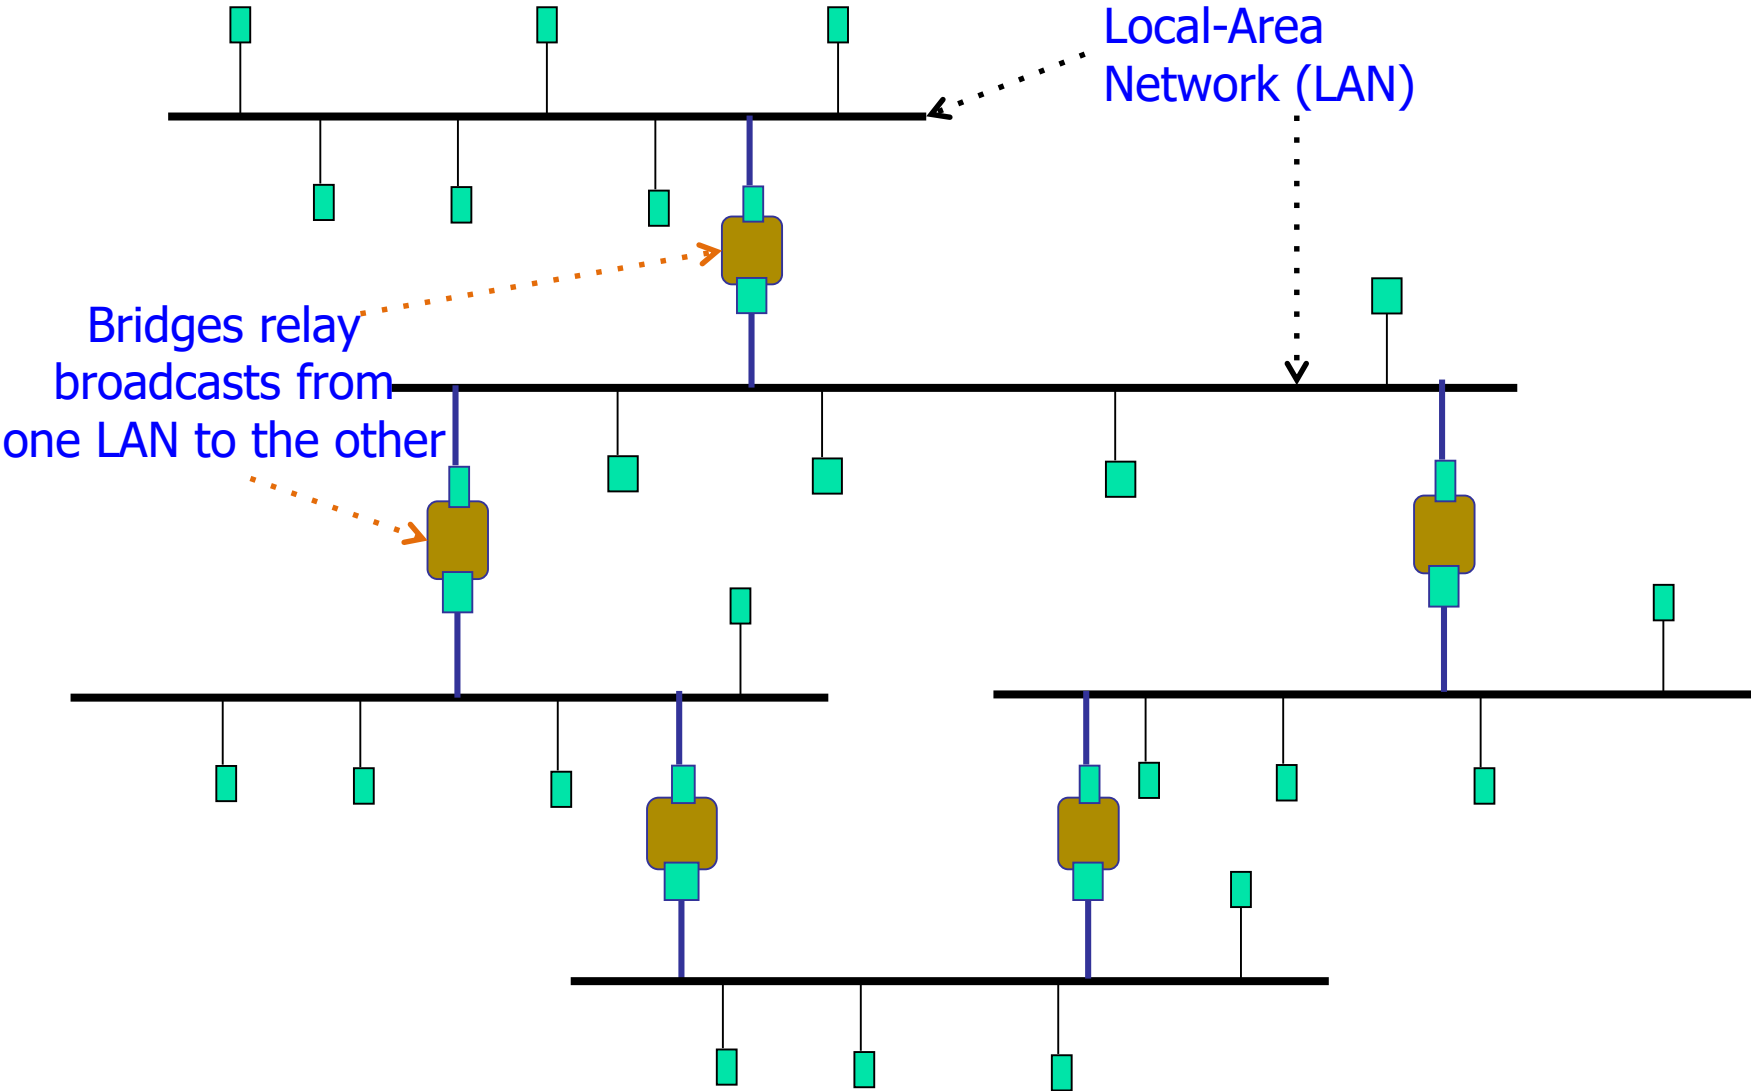 Local-Area
Network (LAN)
Bridges relay
broadcasts from
one LAN to the other